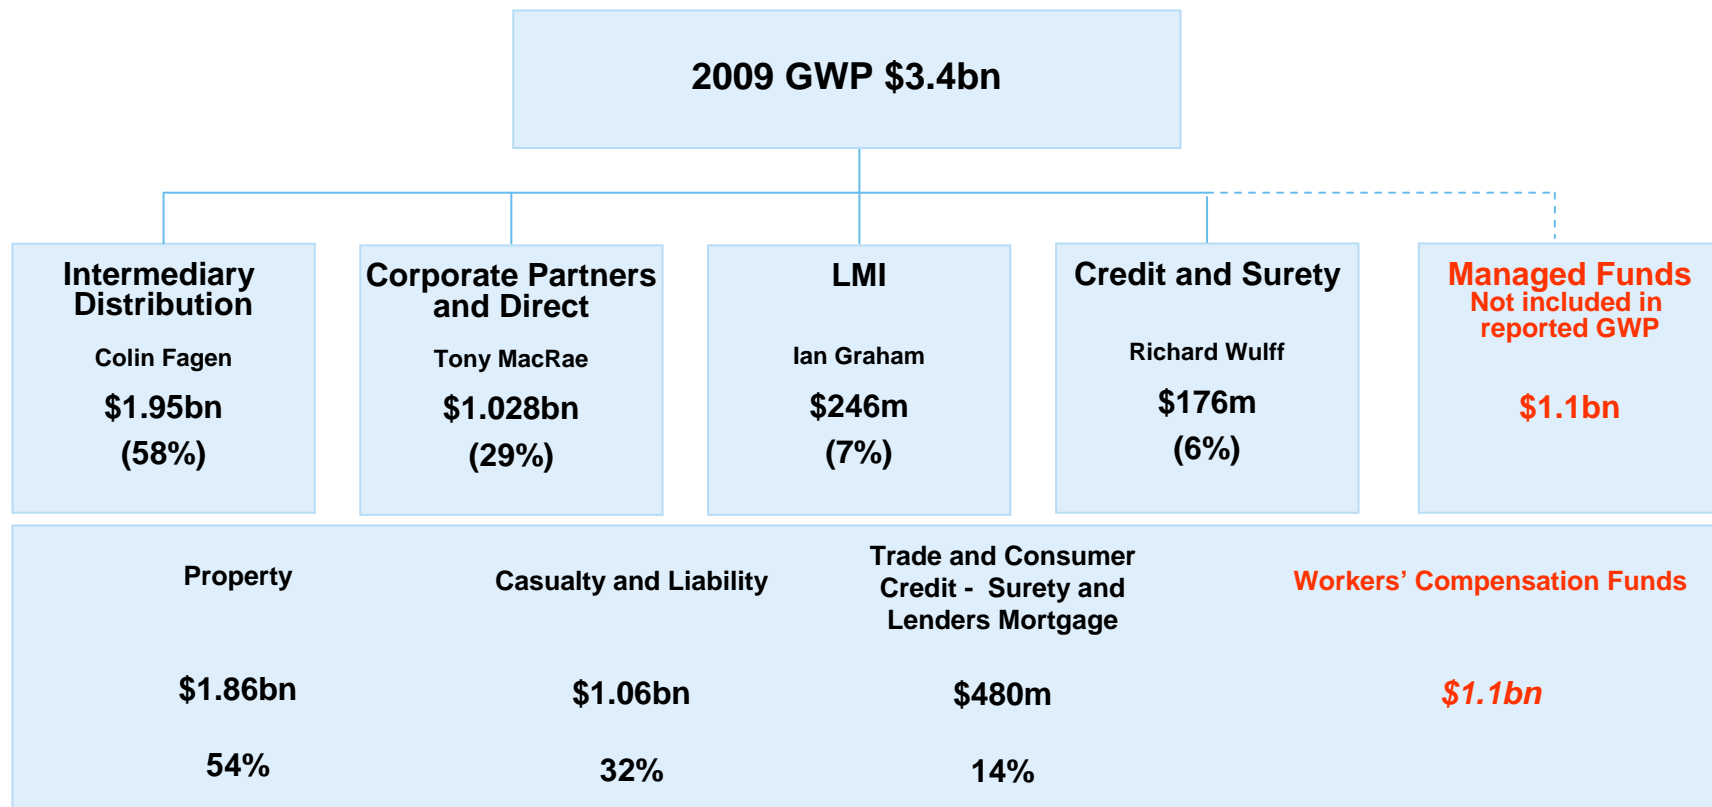 2009 GWP $3.4bn
Intermediary
Distribution
Colin Fagen
$1.95bn
(58%)
Corporate Partners
and Direct
Tony MacRae
$1.028bn
(29%)
LMI
Ian Graham
$246m
(7%)
Credit and Surety
Richard Wulff
$176m
(6%)
Managed Funds
Not included in
reported GWP
$1.1bn
Property
$1.86bn
54%
Casualty and Liability
$1.06bn
32%
Trade and Consumer
Credit - Surety and
Lenders Mortgage
$480m
14%
Workers’ Compensation Funds
$1.1bn